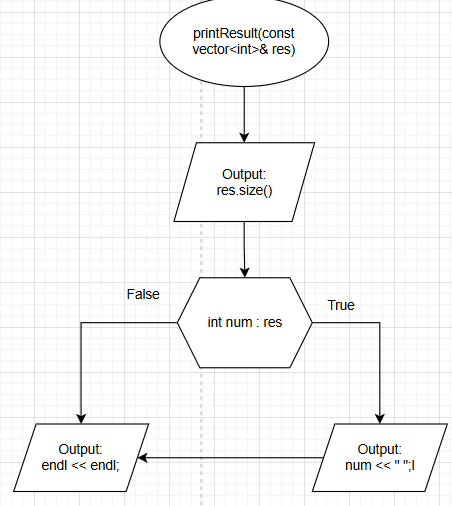 printResult(const
vector<int>& res)
Output:
res.size()
False
int num : res
True
Output:
endl << endl;
Output:
num << " ";l